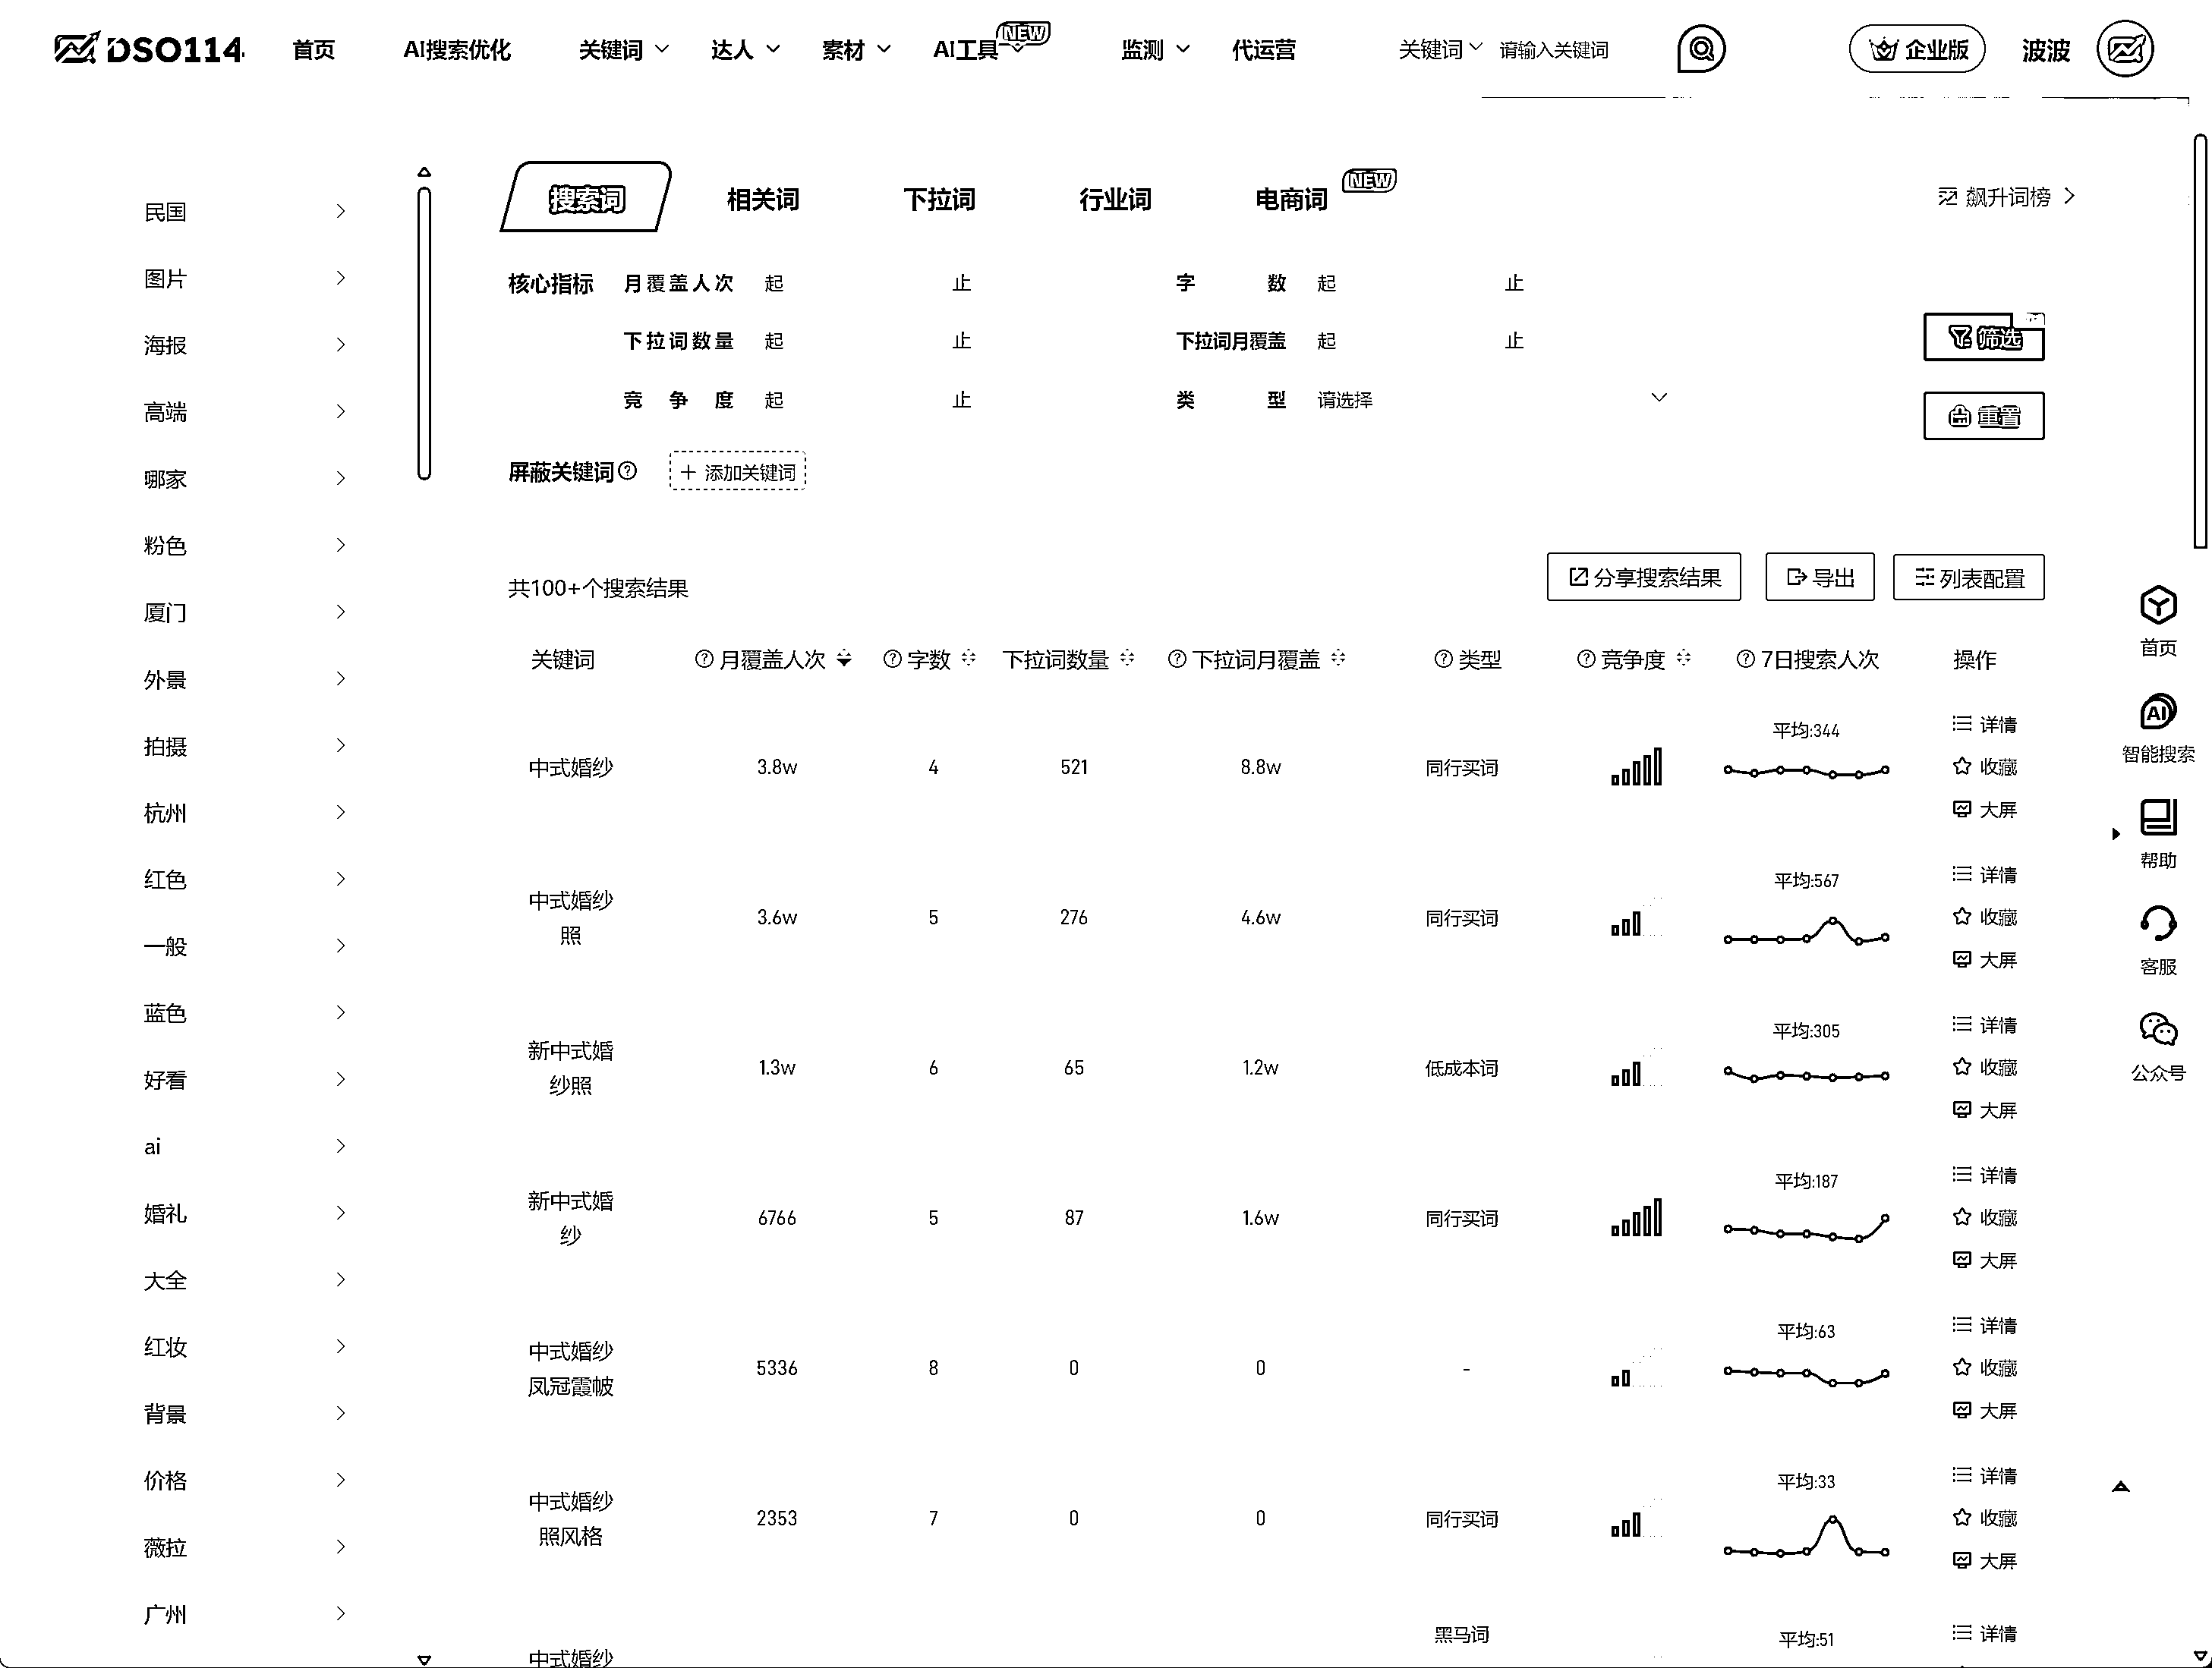 DSO114 首页 AI搜索优化 关键词 达人 素材 AI工具 NEW 监测 代运营 关键词 请输入关键词 企业版 波波
搜索词 相关词 下拉词 行业词 电商词 NEW 飙升词榜
核心指标 月覆盖人次 起 止 字数 起 止
下拉词数量 起 止 下拉词月覆盖 起 止 筛选
竞争度 起 止 类型 请选择 重置
屏蔽关键词 + 添加关键词
共100+个搜索结果 分享搜索结果 导出 列表配置
关键词 月覆盖人次 字数 下拉词数量 下拉词月覆盖 类型 竞争度 7日搜索人次 操作
中式婚纱 3.8w 4 521 8.8w 同行买词 平均:344 详情 收藏 大屏
中式婚纱照 3.6w 5 276 4.6w 同行买词 平均:567 详情 收藏 大屏
新中式婚纱照 1.3w 6 65 1.2w 低成本词 平均:305 详情 收藏 大屏
新中式婚纱 6766 5 87 1.6w 同行买词 平均:187 详情 收藏 大屏
中式婚纱凤冠霞帔 5336 8 0 0 - 平均:63 详情 收藏 大屏
中式婚纱照风格 2353 7 0 0 同行买词 平均:33 详情 收藏 大屏
中式婚纱 黑马词 平均:51 详情
民国
图片
海报
高端
哪家
粉色
厦门
外景
拍摄
杭州
红色
一般
蓝色
好看
ai
婚礼
大全
红妆
背景
价格
薇拉
广州
首页
AI
智能搜索
帮助
客服
公众号